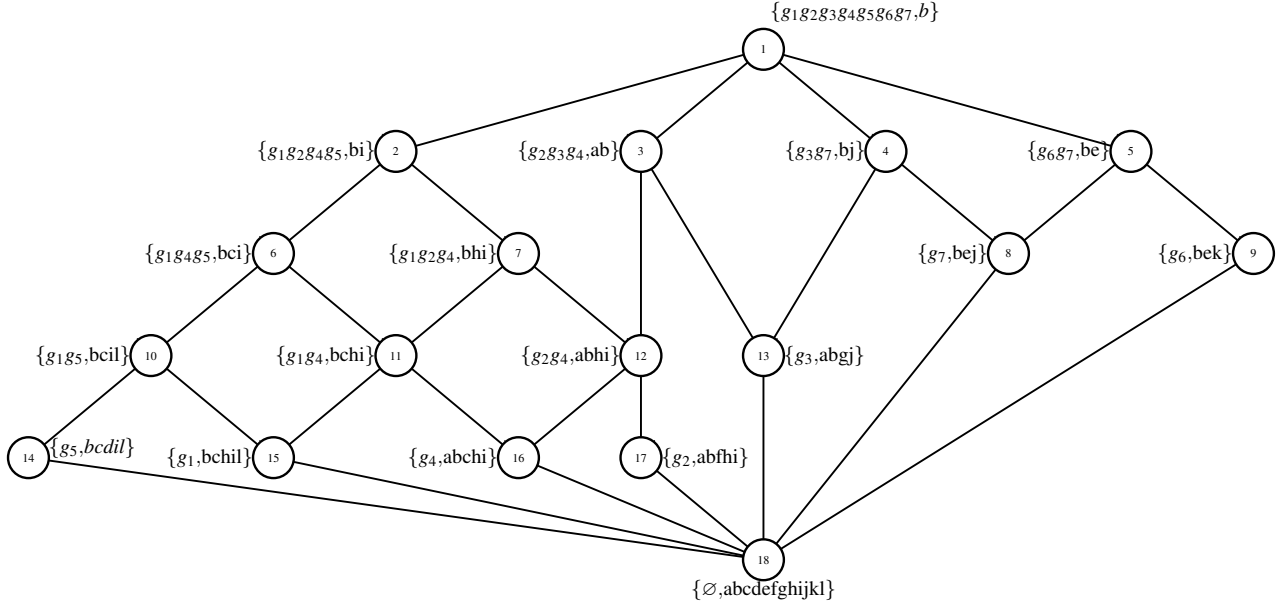 {g₁g₂g₃g₄g₅g₆g₇,b}
1
{g₁g₂g₄g₅,bi} 2 {g₂g₃g₄,ab} 3 {g₃g₇,bj} 4 {g₆g₇,be} 5
{g₁g₄g₅,bci} 6 {g₁g₂g₄,bhi} 7 {g₇,bej} 8 {g₆,bek} 9
{g₁g₅,bcil} 10 {g₁g₄,bchi} 11 {g₂g₄,abhi} 12 13 {g₃,abgj}
14 {g₅,bcdil} {g₁,bchil} 15 {g₄,abchi} 16 17 {g₂,abfhi}
18
{∅,abcdefghijkl}